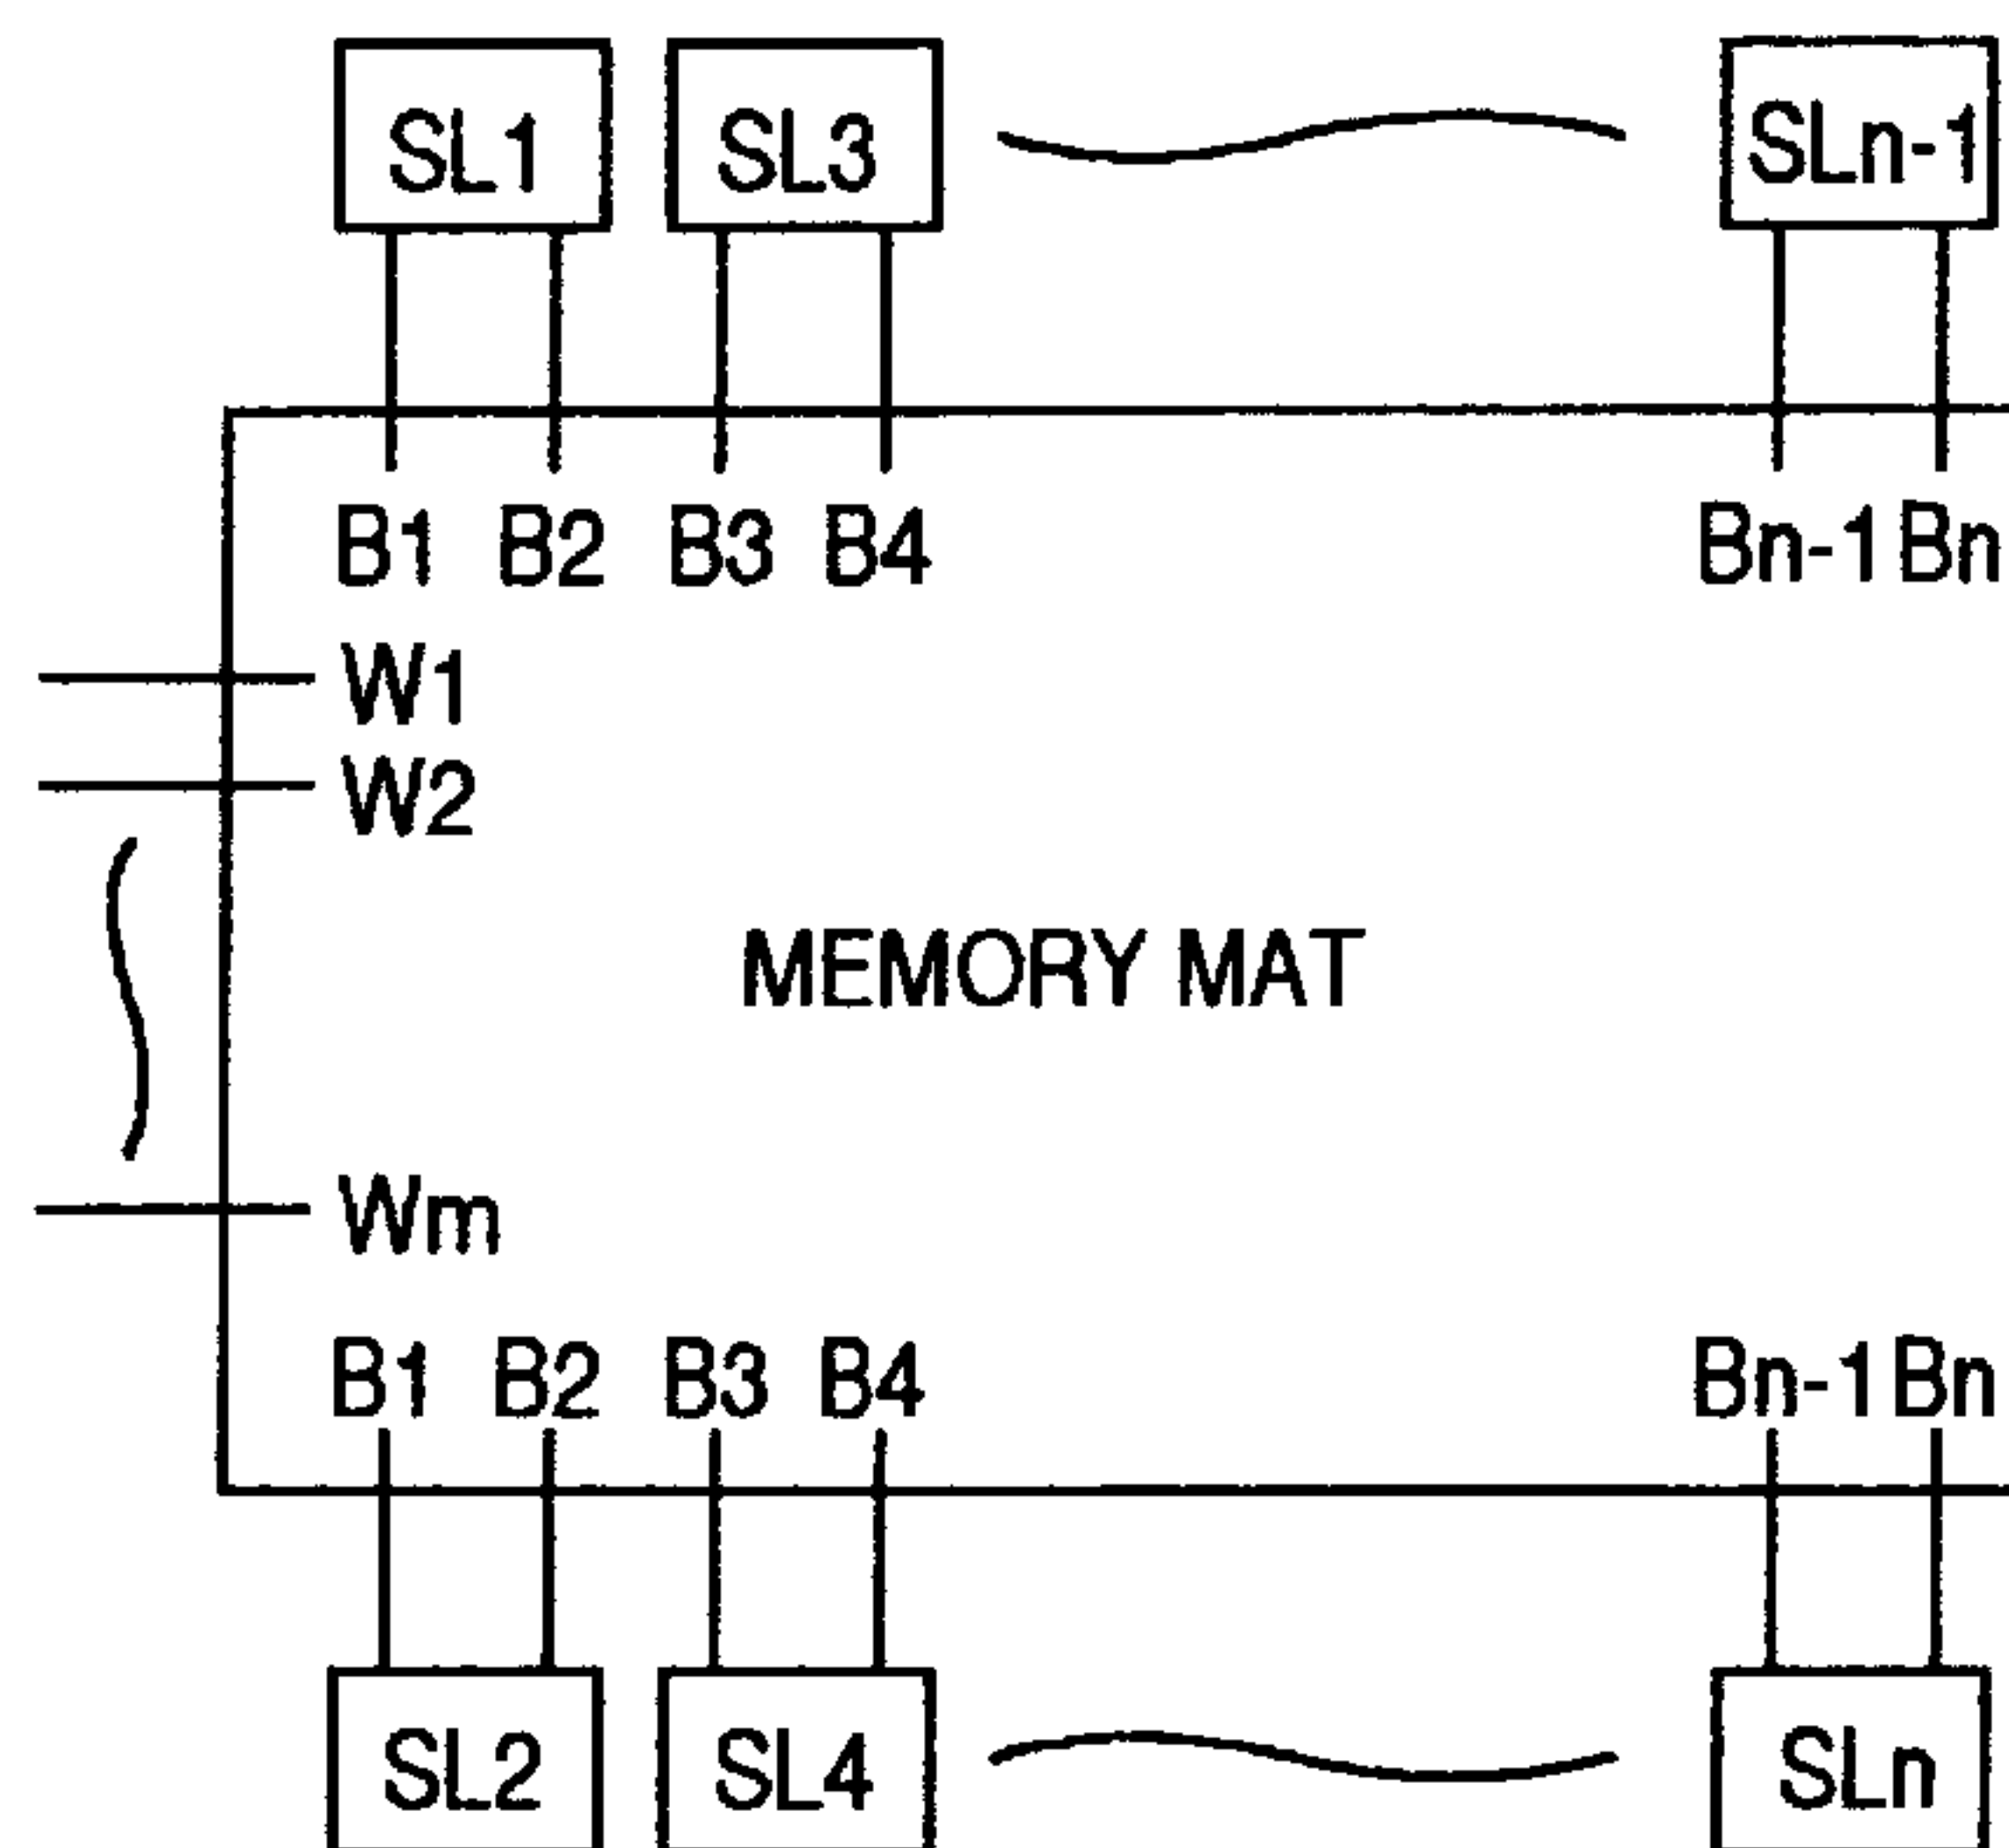 SL1 SL3 SLn-1
B1 B2 B3 B4 Bn-1 Bn
W1
W2
MEMORY MAT
Wm
B1 B2 B3 B4 Bn-1 Bn
SL2 SL4 SLn